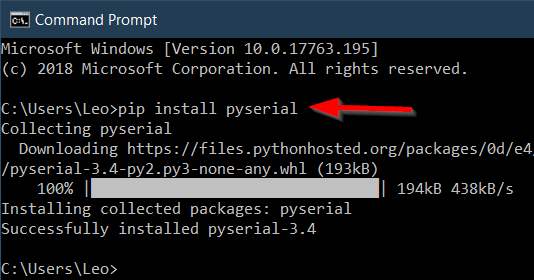 C:\. Command Prompt
Microsoft Windows [Version 10.0.17763.195]
(c) 2018 Microsoft Corporation. All rights reserved.
C:\Users\Leo>pip install pyserial
Collecting pyserial
Downloading https://files.pythonhosted.org/packages/0d/e4/
/pyserial-3.4-py2.py3-none-any.whl (193kB)
100% |████████████████████████████████| 194kB 438kB/s
Installing collected packages: pyserial
Successfully installed pyserial-3.4
C:\Users\Leo>